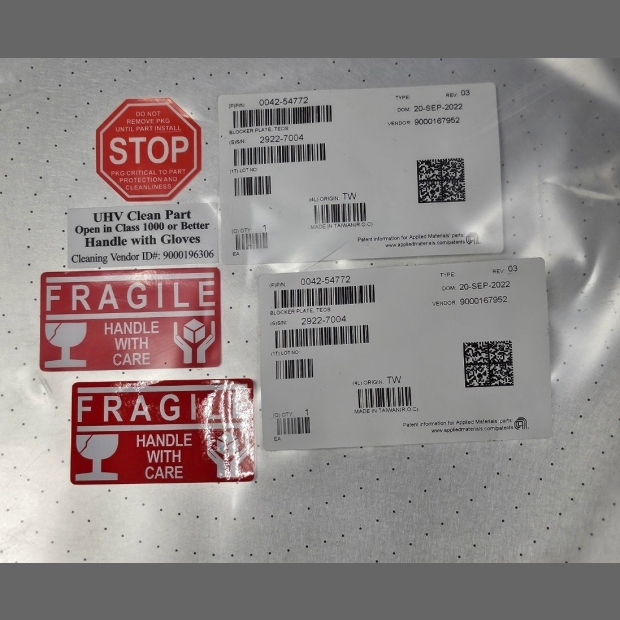 DO NOT
REMOVE PKG
UNTIL PART INSTALL
STOP
PKG CRITICAL TO PART
PROTECTION AND
CLEANLINESS
UHV Clean Part
Open in Class 1000 or Better
Handle with Gloves
Cleaning Vendor ID#: 9000196306
FRAGILE
HANDLE
WITH
CARE
FRAGILE
HANDLE
WITH
CARE
(P)P/N: 0042-54772
TYPE: REV: 03
DOM: 20-SEP-2022
VENDOR: 9000167952
BLOCKER PLATE, TEOS
(S)S/N: 2922-7004
(1T) LOT NO:
(4L) ORIGIN: TW
MADE IN TAIWAN(R.O.C)
(Q) QTY: 1
EA
Patent information for Applied Materials' parts:
www.appliedmaterials.com/patents
(P)P/N: 0042-54772
TYPE: REV: 03
DOM: 20-SEP-2022
VENDOR: 9000167952
BLOCKER PLATE, TEOS
(S)S/N: 2922-7004
(1T) LOT NO:
(4L) ORIGIN: TW
MADE IN TAIWAN(R.O.C)
(Q) QTY: 1
EA
Patent information for Applied Materials' parts:
www.appliedmaterials.com/patents